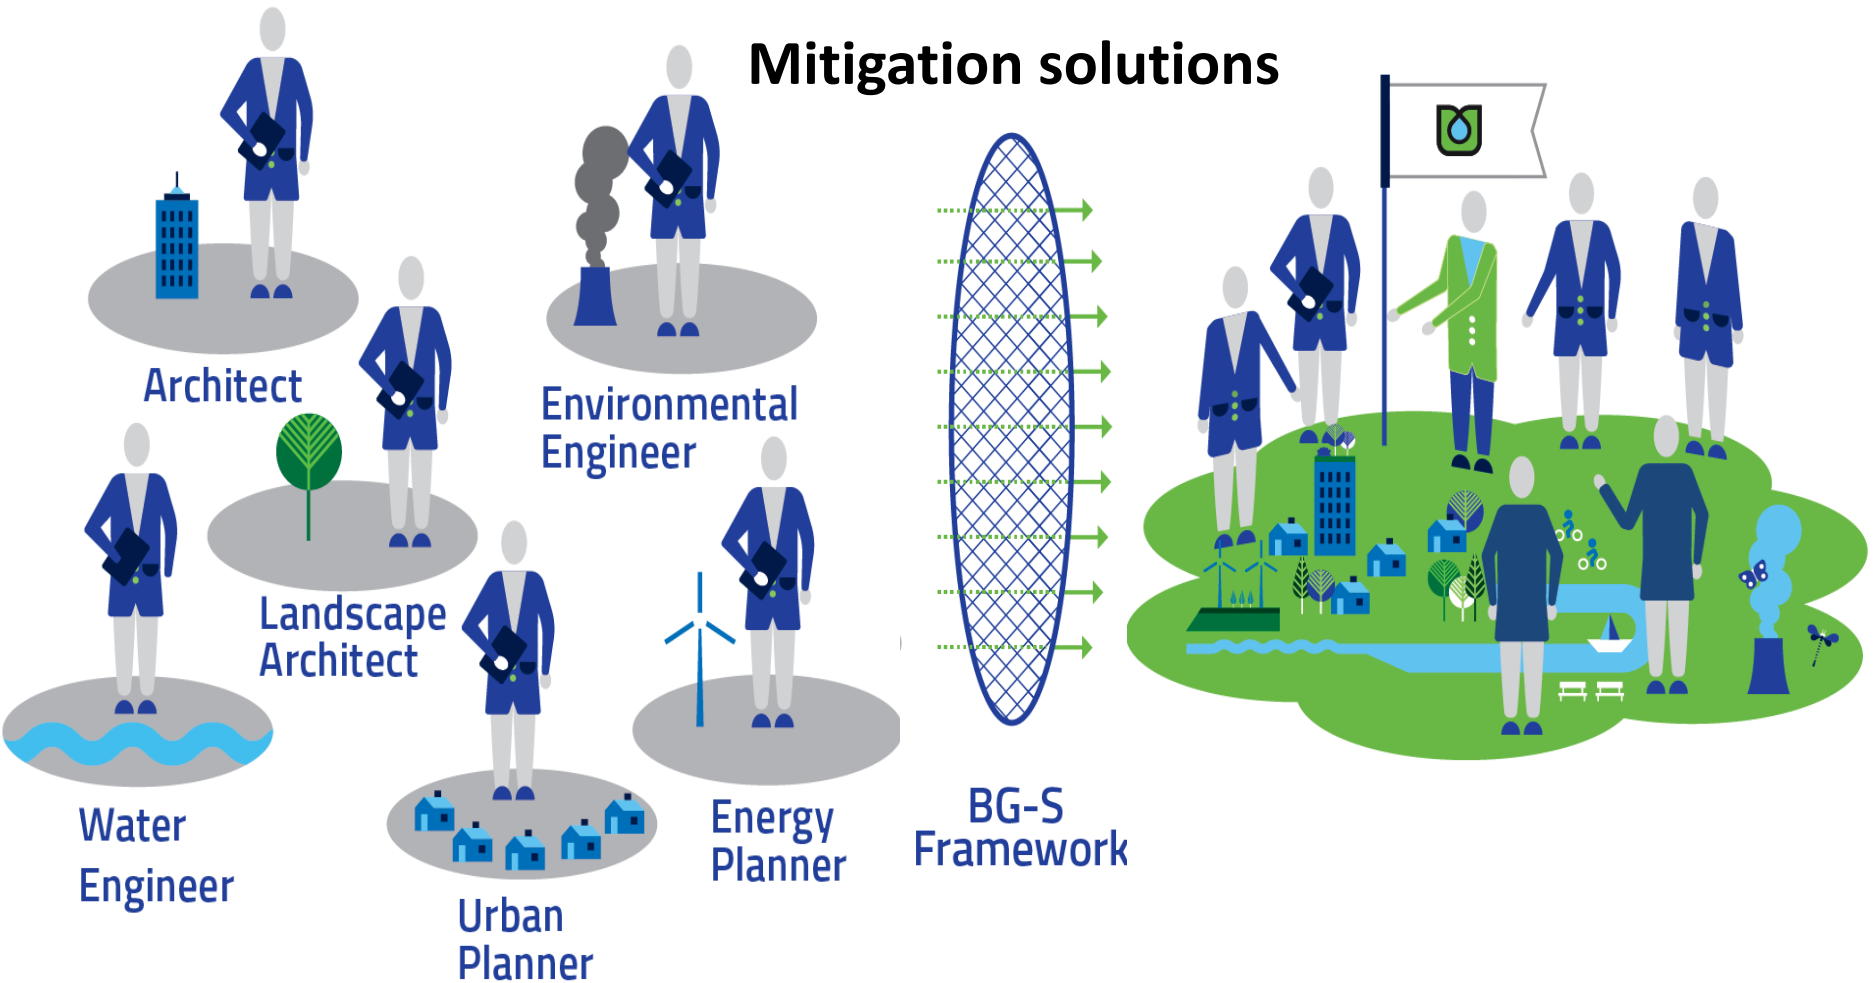 Mitigation solutions
Architect
Environmental
Engineer
Landscape
Architect
Water
Engineer
Urban
Planner
Energy
Planner
BG-S
Framework